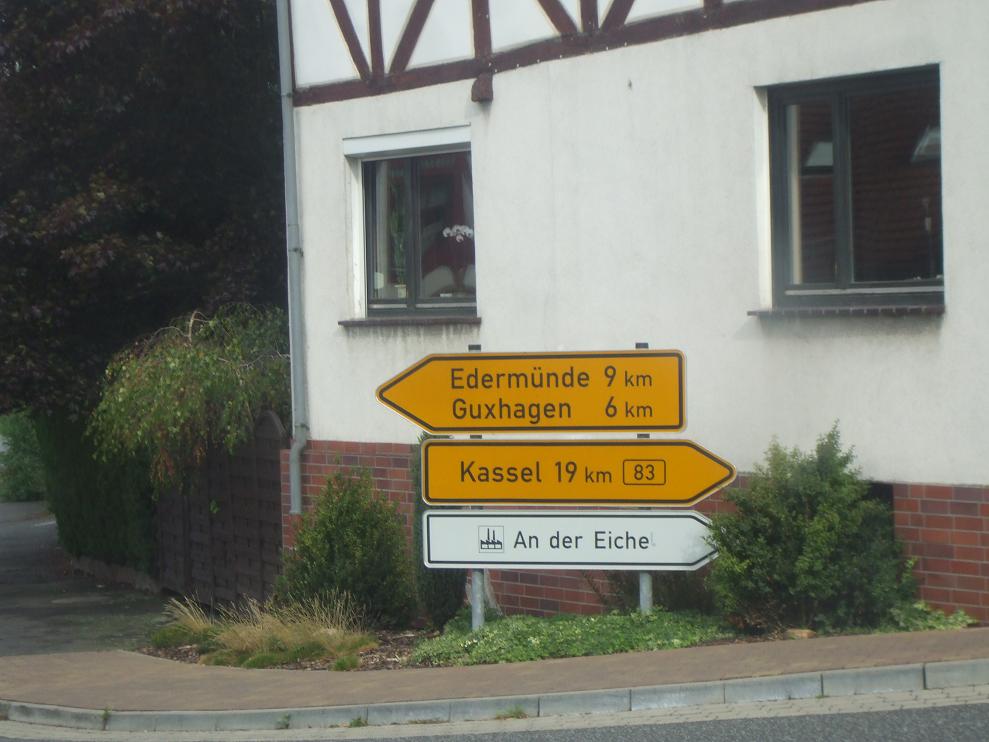 Edermünde 9 km
Guxhagen 6 km
Kassel 19 km 83
An der Eiche